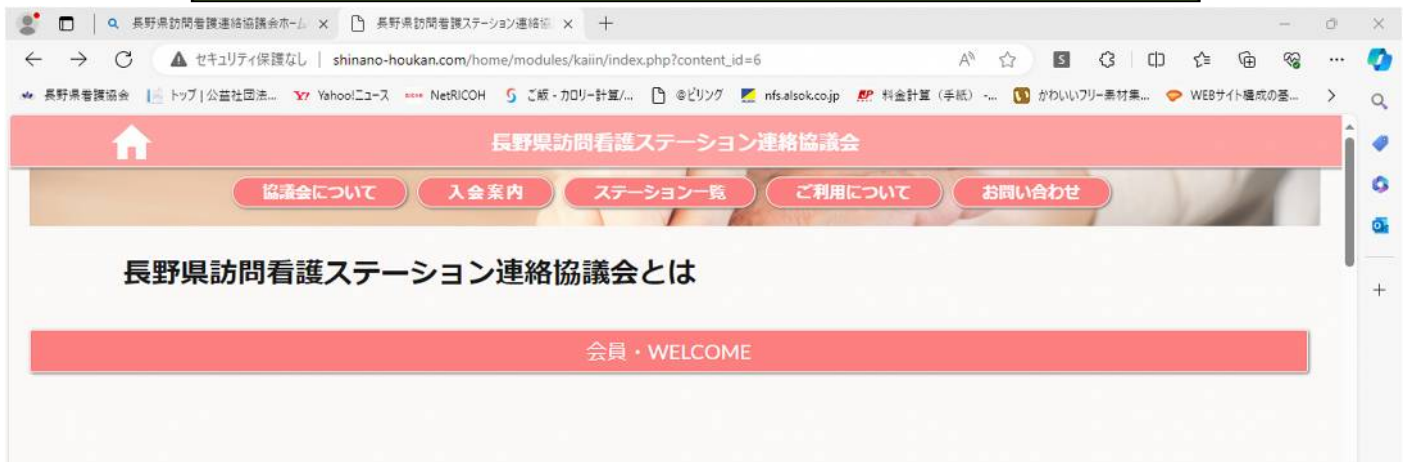 長野県訪問看護連絡協議会ホーム
長野県訪問看護ステーション連絡協
セキュリティ保護なし | shinano-houkan.com/home/modules/kaiin/index.php?content_id=6
長野県看護協会 トップ | 公益社団法... Yahoo!ニュース NetRICOH ご飯 - カロリー計算/... @ビリング nfs.alsok.co.jp 料金計算（手紙）-... かわいいフリー素材集... WEBサイト構成の基...
長野県訪問看護ステーション連絡協議会
協議会について 入会案内 ステーション一覧 ご利用について お問い合わせ
長野県訪問看護ステーション連絡協議会とは
会員・WELCOME